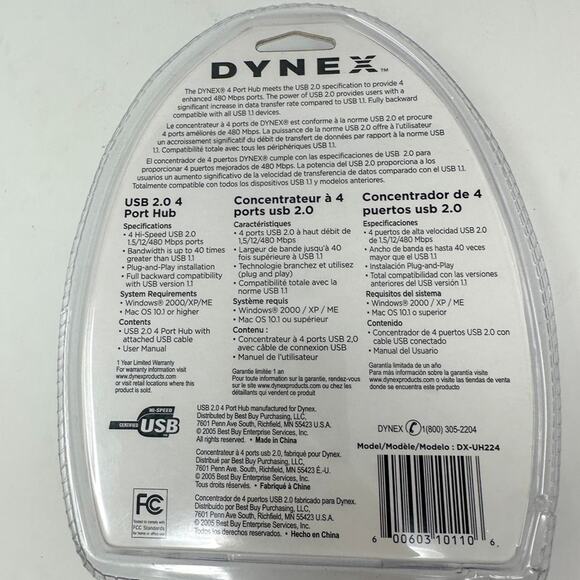 DYNEX™
The DYNEX® 4 Port Hub meets the USB 2.0 specification to provide 4
enhanced 480 Mbps ports. The power of USB 2.0 provides users with a
significant increase in data transfer rate compared to USB 1.1. Fully backward
compatible with all USB 1.1 devices.
Le concentrateur à 4 ports de DYNEX® est conforme à la norme USB 2.0 et procure
4 ports améliorés de 480 Mbps. La puissance de la norme USB 2.0 offre à l'utilisateur
un accroissement significatif du débit de transfert de données par rapport à la norme USB
1.1. Compatibilité totale avec tous les périphériques USB 1.1.
El concentrador de 4 puertos DYNEX® cumple con las especificaciones de USB 2.0 para
proporcionar 4 puertos mejorados de 480 Mbps. La potencia del USB 2.0 proporciona a los
usuarios un aumento significativo de la velocidad de transferencia de datos comparado con el USB 1.1.
Totalmente compatible con todos los dispositivos USB 1.1 y modelos anteriores.
USB 2.0 4
Port Hub
Specifications
• 4 Hi-Speed USB 2.0
1.5/12/480 Mbps ports
• Bandwidth is up to 40 times
greater than USB 1.1
• Plug-and-Play installation
• Full backward compatibility
with USB version 1.1
System Requirements
• Windows® 2000/XP/ME
• Mac OS 10.1 or higher
Contents
• USB 2.0 4 Port Hub with
attached USB cable
• User Manual
1 Year Limited Warranty
For warranty information visit
www.dynexproducts.com
or visit retail locations where this
product is sold.
Concentrateur à 4
ports usb 2.0
Caractéristiques
• 4 ports USB 2.0 à haut débit de
1.5/12/480 Mbps
• Largeur de bande jusqu'à 40
fois supérieure à USB 1.1
• Technologie branchez et utilisez
(plug and play)
• Compatibilité totale avec la
norme USB 1.1
Système requis
• Windows® 2000 / XP / ME
• Mac OS 10.1 ou supérieur
Contenu :
• Concentrateur à 4 ports USB 2,0
avec câble de connexion USB
• Manuel de l'utilisateur
Garantie limitée 1 an
Pour toute information sur la garantie, rendez-vous
sur le site www.dynexproducts.com ou chez les
détaillants qui vendent ce produit
Concentrador de 4
puertos usb 2.0
Especificaciones
• 4 puertos de alta velocidad USB 2.0
de 1.5/12/480 Mbps
• Ancho de banda es hasta 40 veces
mayor que el USB 1.1
• Instalación Plug-and-Play
• Total compatibilidad con las versiones
anteriores del USB versión 1.1
Requisitos del sistema
• Windows® 2000 / XP / ME
• Mac OS 10.1 o superior
Contenido
• Concentrador de 4 puertos USB 2.0 con
cable USB conectado
• Manual del Usuario
Garantía limitada de un año
Para más información sobre la garantía visite el sitio
www.dynexproducts.com o visite las tiendas de venta
donde se encuentre este producto.
HI-SPEED
CERTIFIED USB™
USB 2.0 4 Port Hub manufactured for Dynex.
Distributed by Best Buy Purchasing, LLC
7601 Penn Ave South, Richfield, MN 55423 U.S.A.
© 2005 Best Buy Enterprise Services, Inc.
All rights reserved. • Made in China
Concentrateur à 4 ports usb 2.0, fabriqué pour Dynex.
Distribué par Best Buy Purchasing, LLC,
7601 Penn Ave South, Richfield, MN 55423 É.-U.
© 2005 Best Buy Enterprise Services, Inc.
Tous droits réservés. • Fabriqué à Chine
Concentrador de 4 puertos USB 2.0 fabricado para Dynex.
Distribuido por Best Buy Purchasing, LLC,
7601 Penn Ave. South, Richfield, MN 55423 U.S.A.
© 2005 Best Buy Enterprise Services, Inc.
Todos los derechos reservados. • Hecho en China
DYNEX 1(800) 305-2204
Model/Modèle/Modelo : DX-UH224
6 00603 10110 6
FC
Tested to comply with
FCC Standards
for home or office use